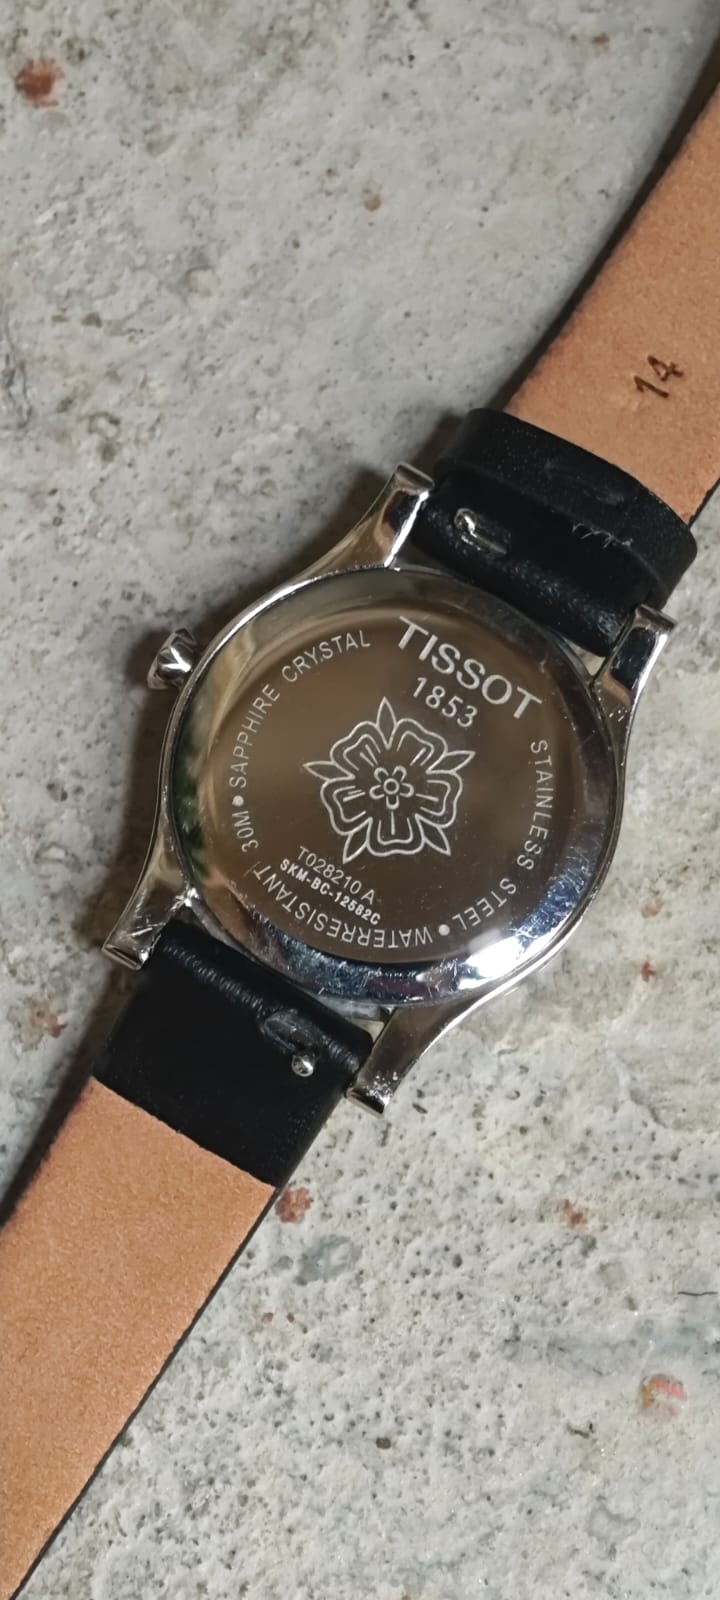 TISSOT
1853
STAINLESS STEEL • WATERRESISTANT 30M • SAPPHIRE CRYSTAL
T028210 A
SKM-BC-12582C
14